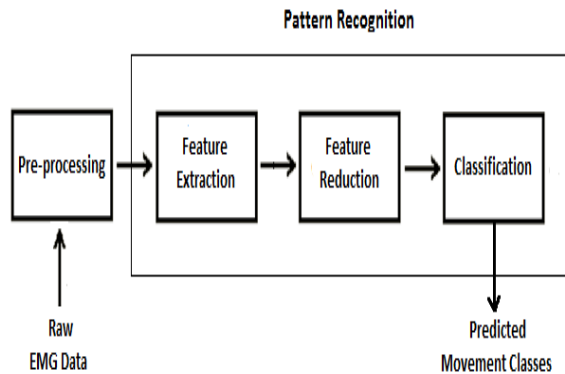 Pattern Recognition
Pre-processing
Feature
Extraction
Feature
Reduction
Classification
Raw
EMG Data
Predicted
Movement Classes